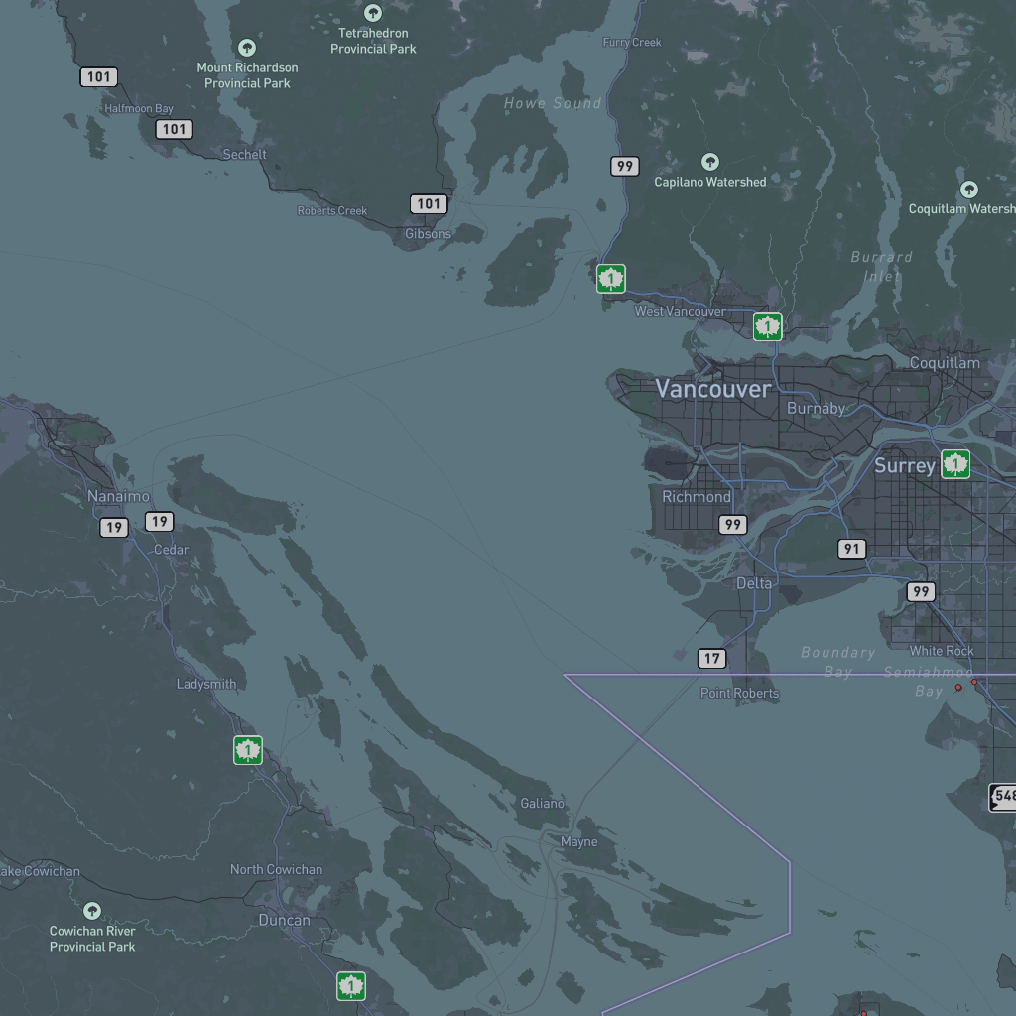 Tetrahedron
Provincial Park
Furry Creek
Mount Richardson
Provincial Park
101
Halfmoon Bay
Howe Sound
101
Sechelt
99
Capilano Watershed
Coquitlam Watersh
101
Roberts Creek
Gibsons
Burrard
Inlet
1
West Vancouver
1
Coquitlam
Vancouver
Burnaby
Surrey
1
Nanaimo
Richmond
19
19
99
Cedar
91
Delta
99
17
Boundary
Bay
White Rock
Semiahmoo
Bay
Ladysmith
Point Roberts
1
548
Galiano
Mayne
ake Cowichan
North Cowichan
Cowichan River
Provincial Park
Duncan
1